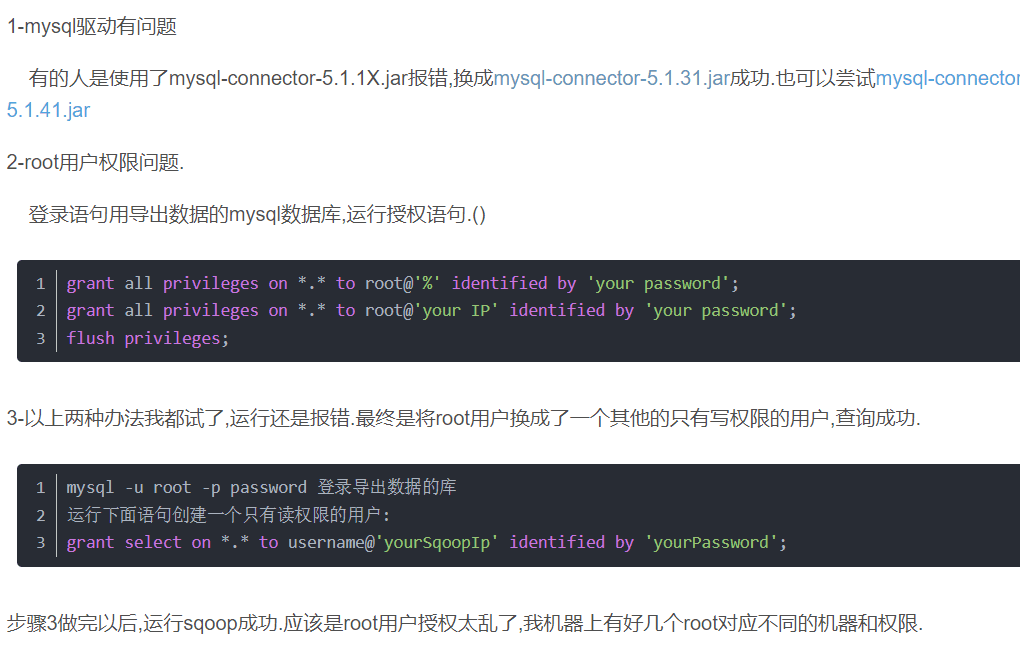 1-mysql驱动有问题
有的人是使用了mysql-connector-5.1.1X.jar报错,换成mysql-connector-5.1.31.jar成功.也可以尝试mysql-connector
5.1.41.jar
2-root用户权限问题.
登录语句用导出数据的mysql数据库,运行授权语句.()
1 grant all privileges on *.* to root@'%' identified by 'your password';
2 grant all privileges on *.* to root@'your IP' identified by 'your password';
3 flush privileges;
3-以上两种办法我都试了,运行还是报错.最终是将root用户换成了一个其他的只有写权限的用户,查询成功.
1 mysql -u root -p password 登录导出数据的库
2 运行下面语句创建一个只有读权限的用户:
3 grant select on *.* to username@'yourSqoopIp' identified by 'yourPassword';
步骤3做完以后,运行sqoop成功.应该是root用户授权太乱了,我机器上有好几个root对应不同的机器和权限.